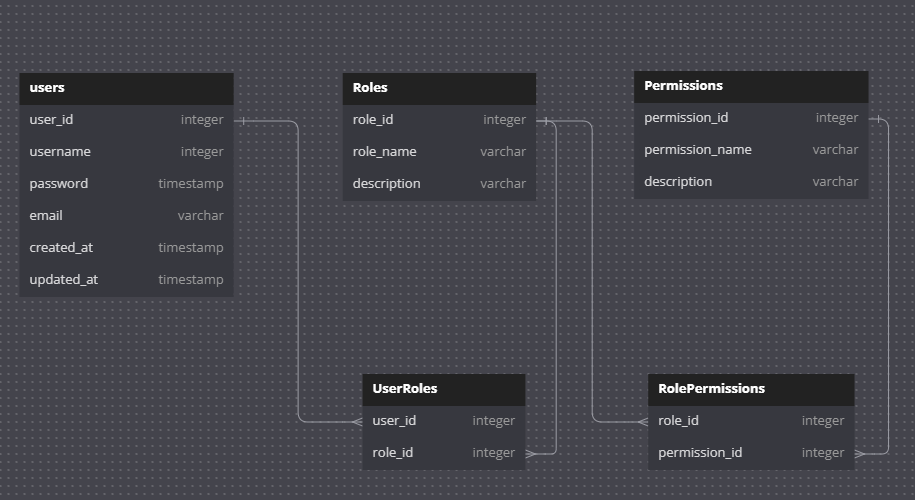 users
user_id integer
username integer
password timestamp
email varchar
created_at timestamp
updated_at timestamp
Roles
role_id integer
role_name varchar
description varchar
Permissions
permission_id integer
permission_name varchar
description varchar
UserRoles
user_id integer
role_id integer
RolePermissions
role_id integer
permission_id integer